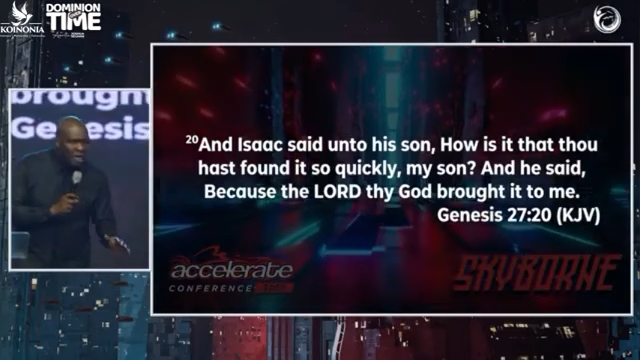 KOINONIA
DOMINION
OVER
TIME
brought
Genesis
20And Isaac said unto his son, How is it that thou
hast found it so quickly, my son? And he said,
Because the LORD thy God brought it to me.
Genesis 27:20 (KJV)
accelerate
CONFERENCE
SKYBORNE